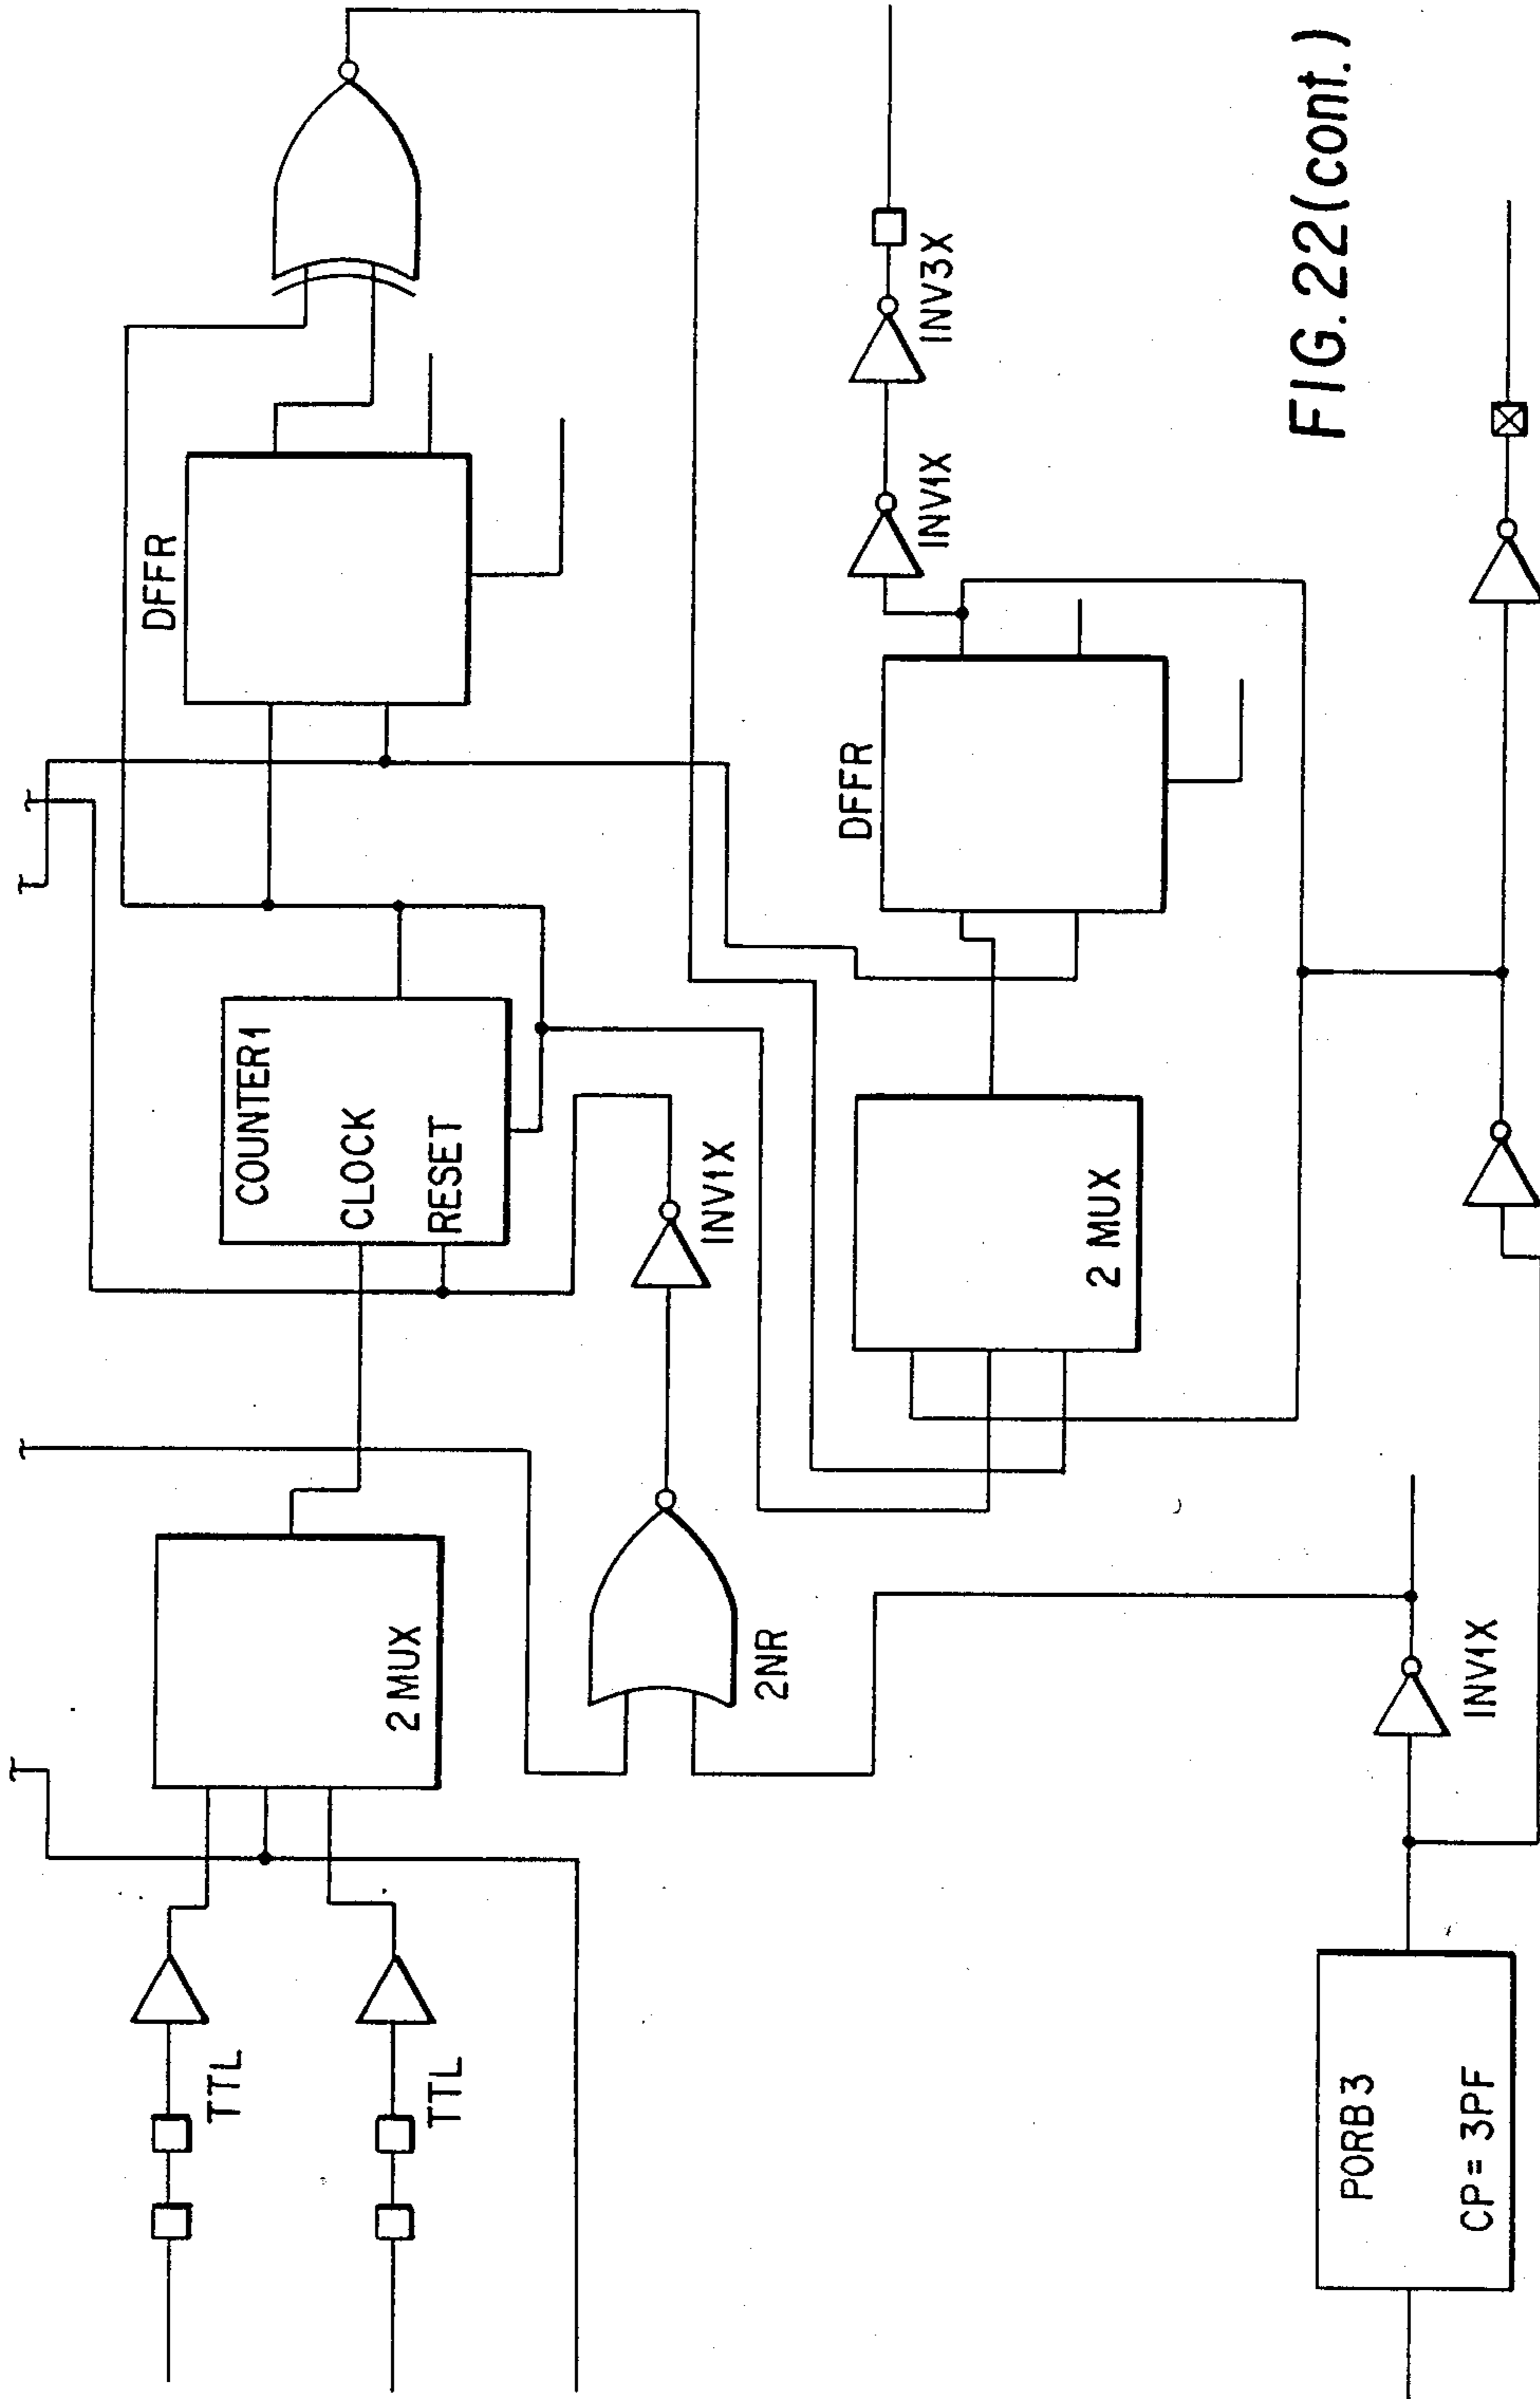 TTL
TTL
2 MUX
2NR
COUNTER1
CLOCK
RESET
INV1X
DFFR
2 MUX
DFFR
INV1X
INV3X
PORB3
CP = 3PF
INV1X
FIG. 22(cont.)